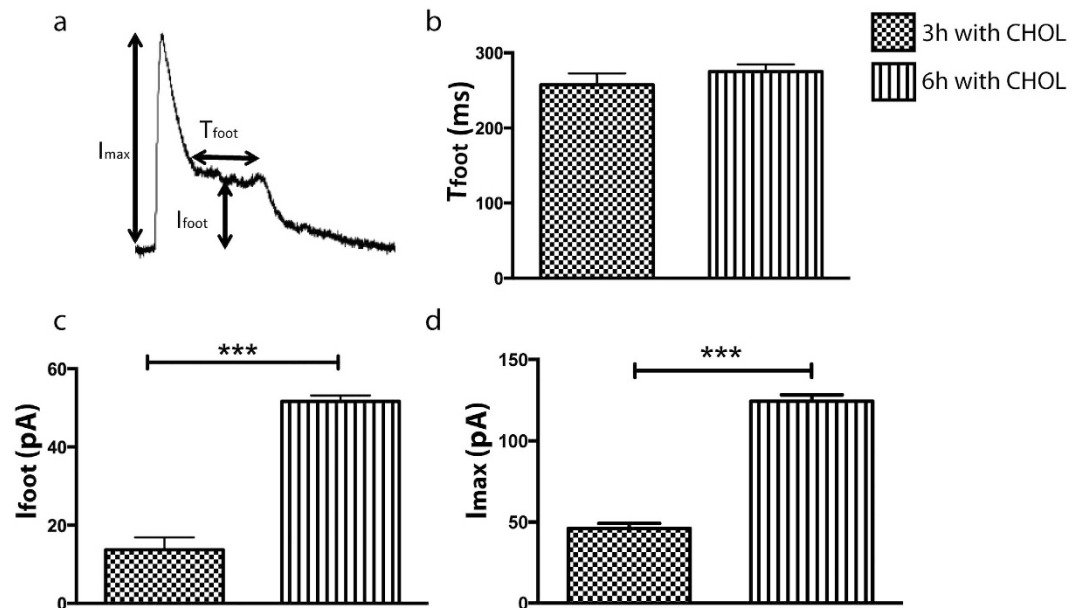 a
Imax
Tfoot
Ifoot
b
Tfoot (ms)
300
200
100
0
3h with CHOL
6h with CHOL
c
***
Ifoot (pA)
60
40
20
0
d
***
Imax (pA)
150
100
50
0